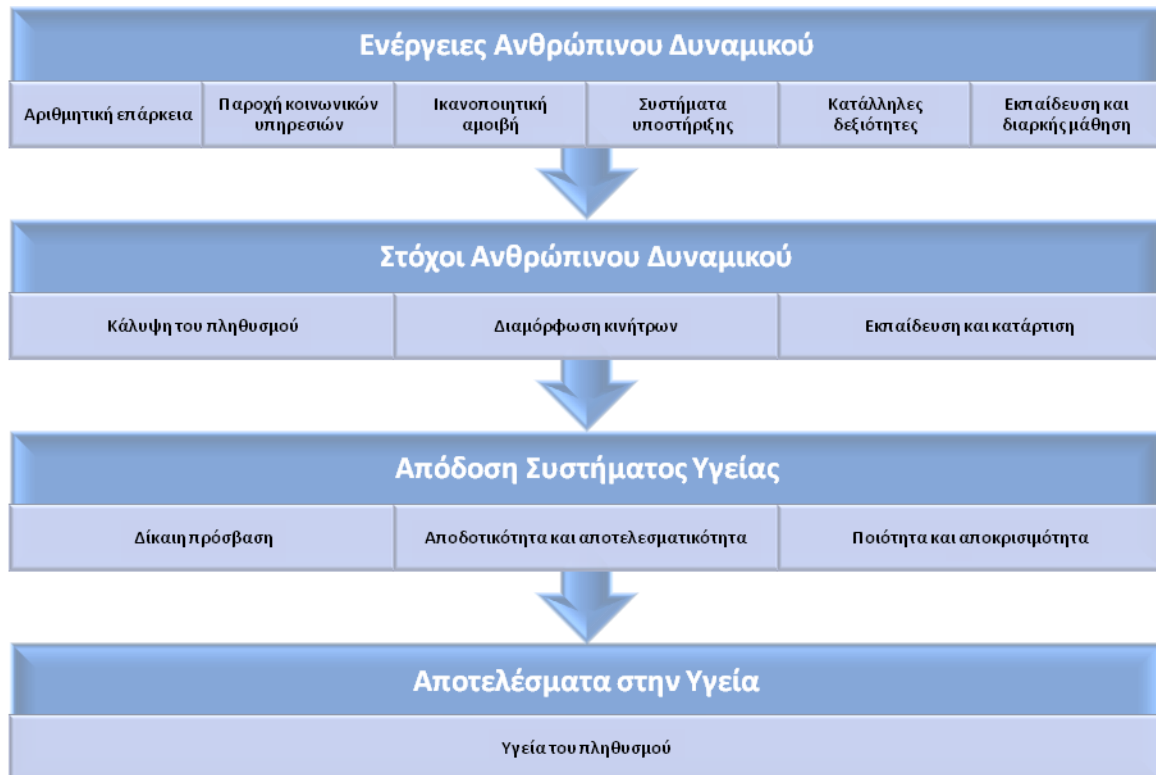 Ενέργειες Ανθρώπινου Δυναμικού
Αριθμητική επάρκεια
Παροχή κοινωνικών
υπηρεσιών
Ικανοποιητική
αμοιβή
Συστήματα
υποστήριξης
Κατάλληλες
δεξιότητες
Εκπαίδευση και
διαρκής μάθηση
Στόχοι Ανθρώπινου Δυναμικού
Κάλυψη του πληθυσμού
Διαμόρφωση κινήτρων
Εκπαίδευση και κατάρτιση
Απόδοση Συστήματος Υγείας
Δίκαιη πρόσβαση
Αποδοτικότητα και αποτελεσματικότητα
Ποιότητα και αποκρισιμότητα
Αποτελέσματα στην Υγεία
Υγεία του πληθυσμού